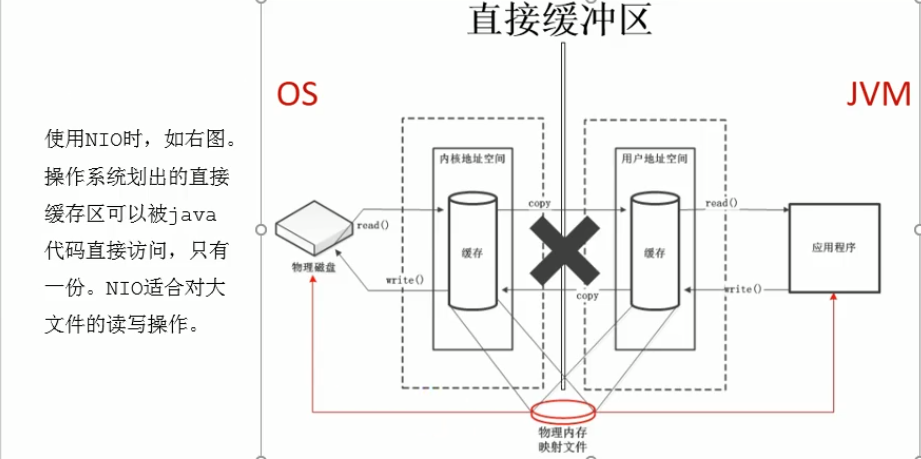 直接缓冲区
OS
JVM
使用NIO时，如右图。
操作系统划出的直接
缓存区可以被java
代码直接访问，只有
一份。NIO适合对大
文件的读写操作。
内核地址空间
用户地址空间
copy
read()
read()
缓存
缓存
应用程序
物理磁盘
write()
copy
write()
物理内存
映射文件